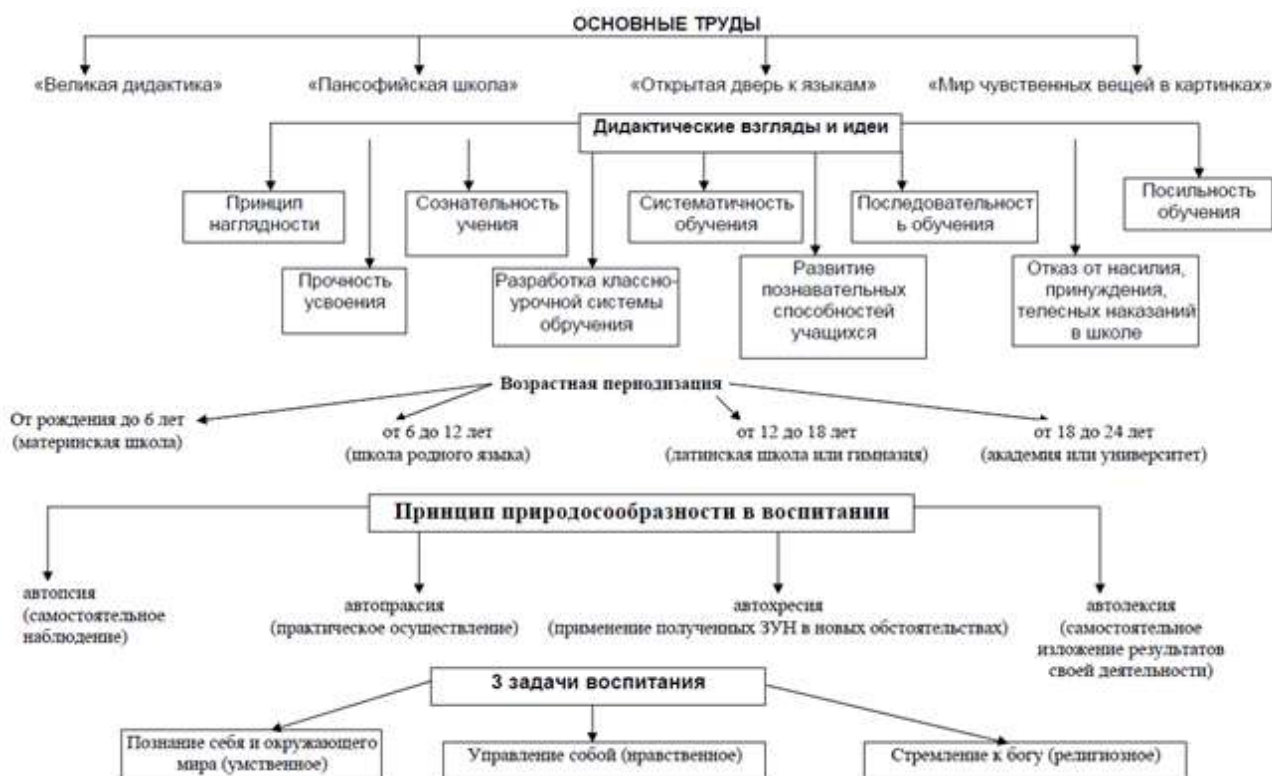 ОСНОВНЫЕ ТРУДЫ
«Великая дидактика»
«Пансофийская школа»
«Открытая дверь к языкам»
«Мир чувственных вещей в картинках»
Дидактические взгляды и идеи
Принцип
наглядности
Сознательность
учения
Систематичность
обучения
Последовательност
ь обучения
Посильность
обучения
Прочность
усвоения
Разработка классно-
урочной системы
обручения
Развитие
познавательных
способностей
учащихся
Отказ от насилия,
принуждения,
телесных наказаний
в школе
Возрастная периодизация
От рождения до 6 лет
(материнская школа)
от 6 до 12 лет
(школа родного языка)
от 12 до 18 лет
(латинская школа или гимназия)
от 18 до 24 лет
(академия или университет)
Принцип природосообразности в воспитании
автопсия
(самостоятельное
наблюдение)
автопраксия
(практическое осуществление)
автохресия
(применение полученных ЗУН в новых обстоятельствах)
автолексия
(самостоятельное
изложение результатов
своей деятельности)
3 задачи воспитания
Познание себя и окружающего
мира (умственное)
Управление собой (нравственное)
Стремление к богу (религиозное)